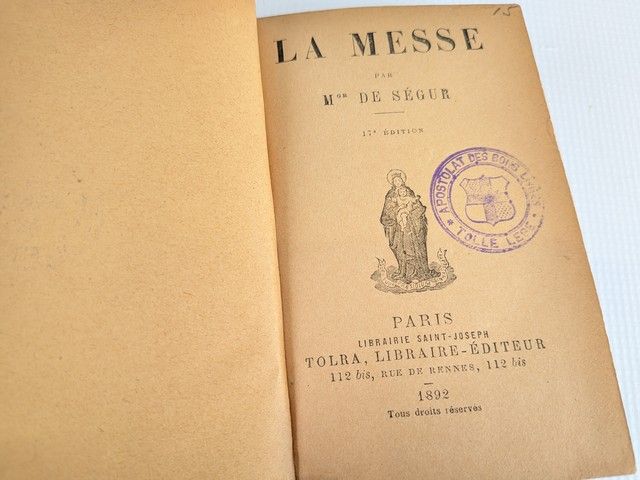 15
LA MESSE
PAR
Mgr DE SÉGUR
17e ÉDITION
APOSTOLAT DES BONS LIVRES
* TOLLE LEGE *
PARIS
LIBRAIRIE SAINT-JOSEPH
TOLRA, LIBRAIRE-ÉDITEUR
112 bis, RUE DE RENNES, 112 bis
1892
Tous droits réservés